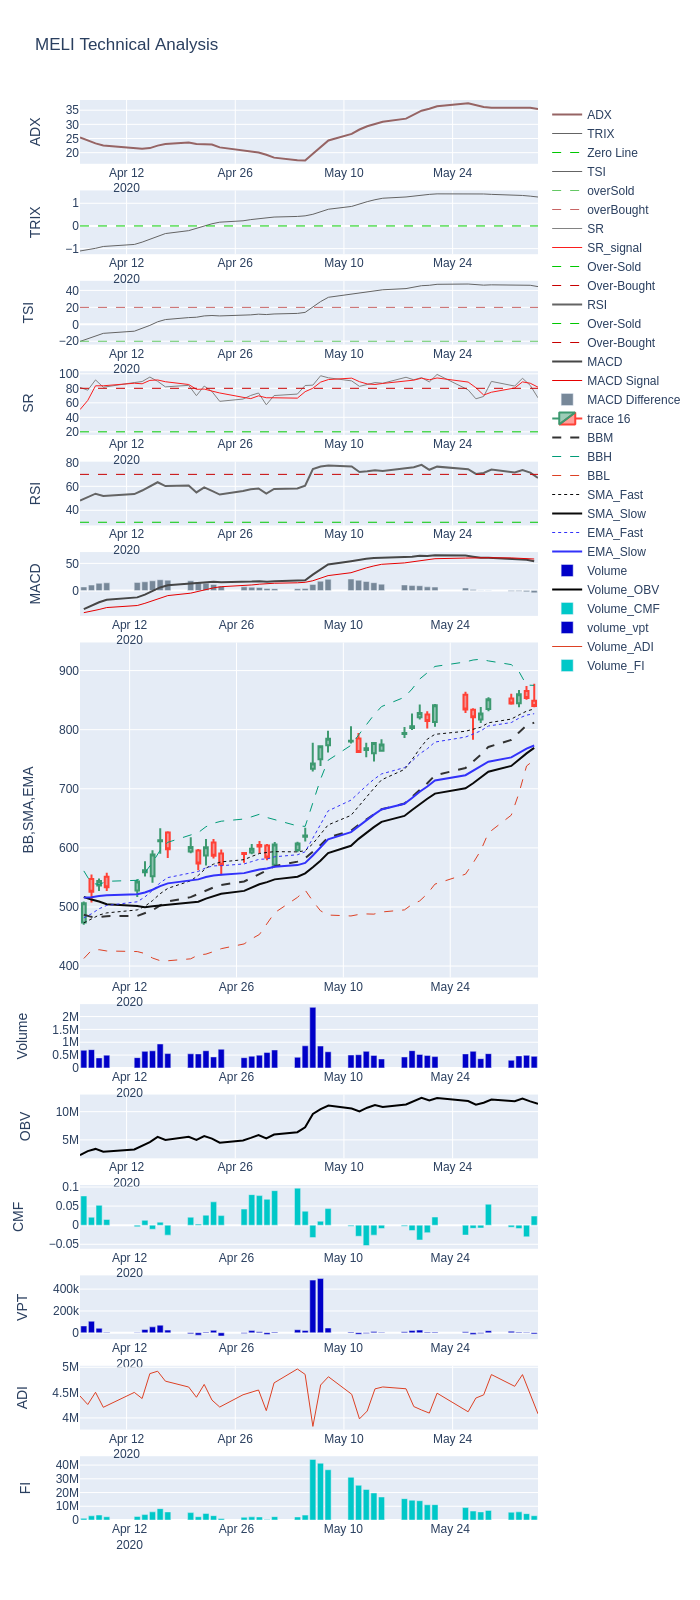 MELI Technical Analysis
ADX
35
30
25
20
Apr 12
2020
Apr 26
May 10
May 24
TRIX
1
0
−1
Apr 12
2020
Apr 26
May 10
May 24
TSI
40
20
0
−20
Apr 12
2020
Apr 26
May 10
May 24
SR
100
80
60
40
20
Apr 12
2020
Apr 26
May 10
May 24
RSI
80
60
40
Apr 12
2020
Apr 26
May 10
May 24
MACD
50
0
Apr 12
2020
Apr 26
May 10
May 24
BB,SMA,EMA
900
800
700
600
500
400
Apr 12
2020
Apr 26
May 10
May 24
Volume
2M
1.5M
1M
0.5M
0
Apr 12
2020
Apr 26
May 10
May 24
OBV
10M
5M
Apr 12
2020
Apr 26
May 10
May 24
CMF
0.1
0.05
0
−0.05
Apr 12
2020
Apr 26
May 10
May 24
VPT
400k
200k
0
Apr 12
2020
Apr 26
May 10
May 24
ADI
5M
4.5M
4M
Apr 12
2020
Apr 26
May 10
May 24
FI
40M
30M
20M
10M
0
Apr 12
2020
Apr 26
May 10
May 24
ADX
TRIX
Zero Line
TSI
overSold
overBought
SR
SR_signal
Over-Sold
Over-Bought
RSI
Over-Sold
Over-Bought
MACD
MACD Signal
MACD Difference
trace 16
BBM
BBH
BBL
SMA_Fast
SMA_Slow
EMA_Fast
EMA_Slow
Volume
Volume_OBV
Volume_CMF
volume_vpt
Volume_ADI
Volume_FI